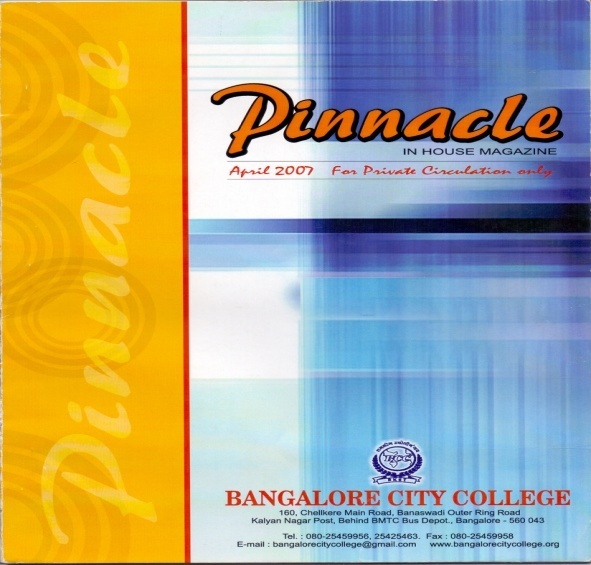 Pinnacle
Pinnacle
IN HOUSE MAGAZINE
April 2007 For Private Circulation only
BCC
BANGALORE CITY COLLEGE
160, Chellkere Main Road, Banaswadi Outer Ring Road
Kalyan Nagar Post, Behind BMTC Bus Depot., Bangalore - 560 043
Tel. : 080-25459956, 25425463. Fax : 080-25459958
E-mail : bangalorecitycollege@gmail.com www.bangalorecitycollege.org